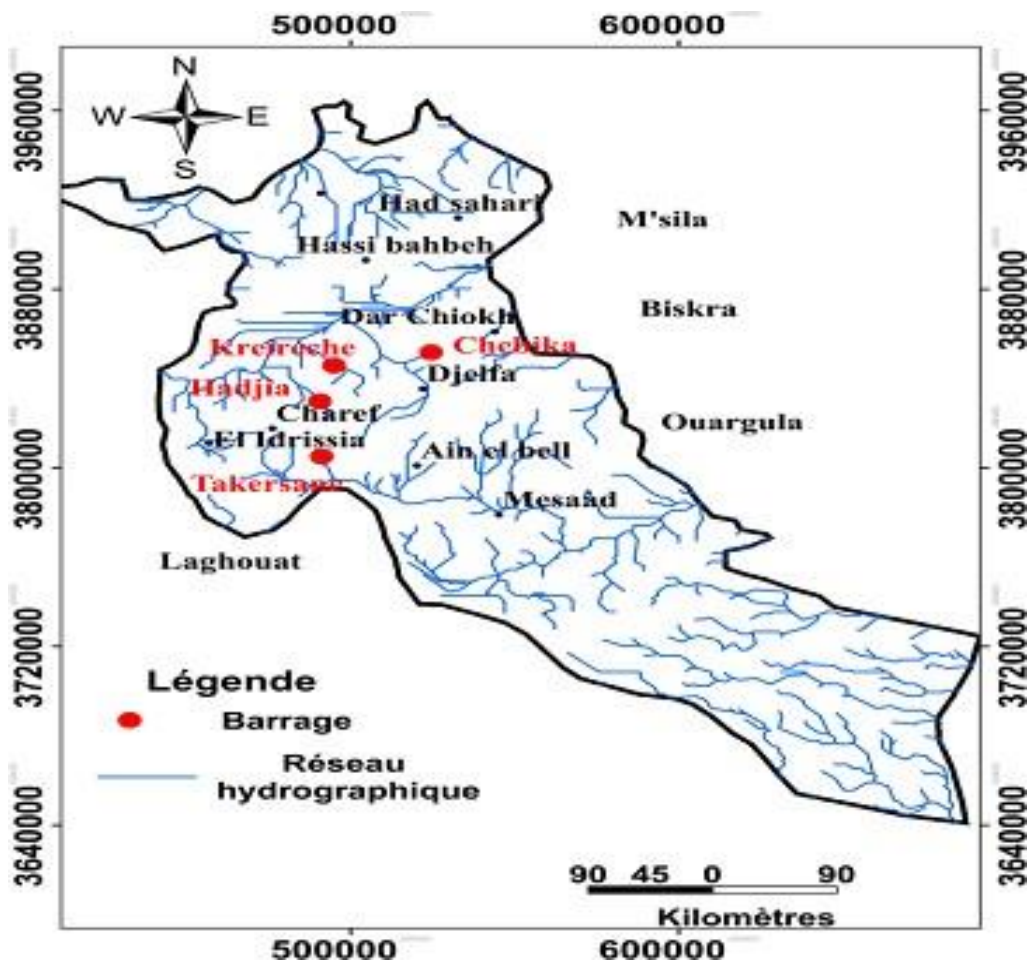 500000 600000
N
3960000 W E 3960000
S
Had sahari
M'sila
Hassi bahbeh
3880000 3880000
Biskra
Dar Chiokh
Kreireche Chebika
Djelfa
Hadjia
Charef
Ouargula
El Idrissia
Ain el bell
3800000 3800000
Takersane
Mesaâd
Laghouat
3720000 3720000
Légende
Barrage
Réseau
hydrographique
3640000 3640000
90 45 0 90
Kilomètres
500000 600000